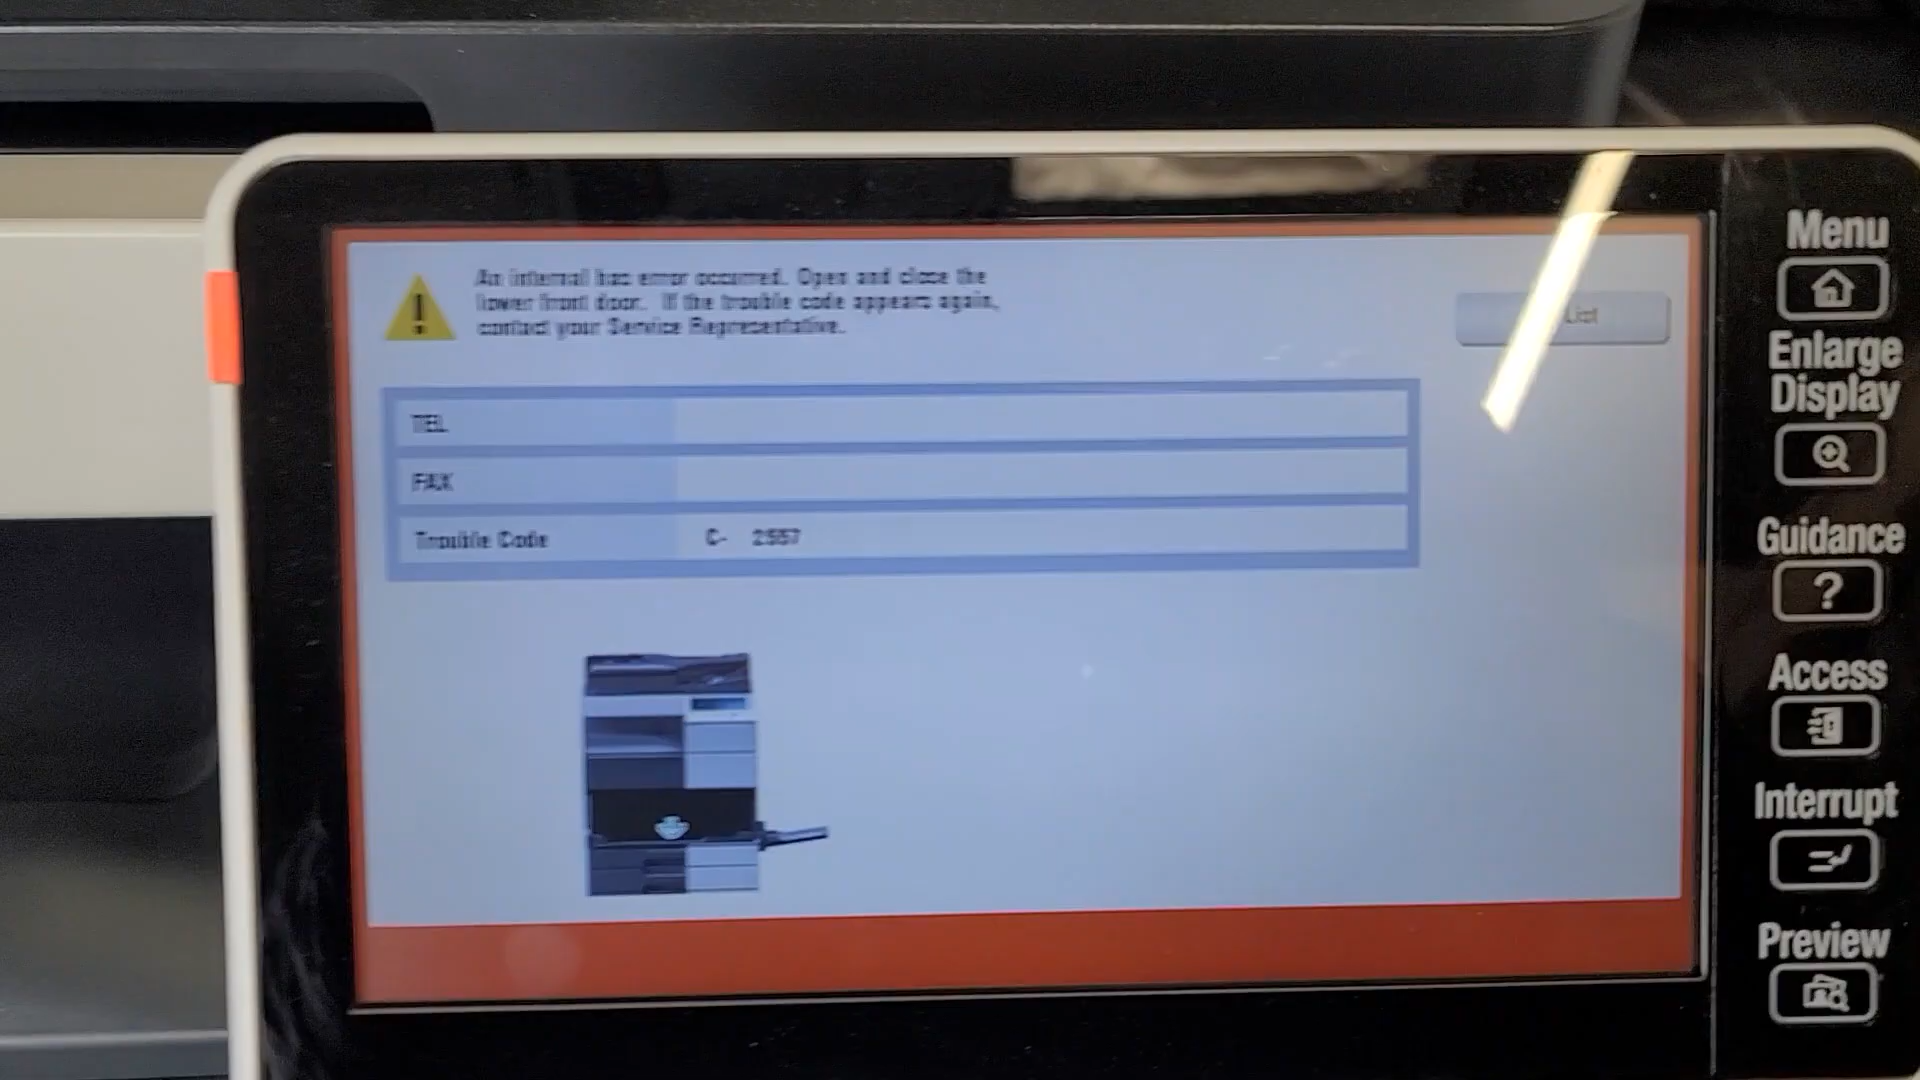 An internal has error occurred. Open and close the
lower front door. If the trouble code appears again,
contact your Service Representative.
List
TEL
FAX
Trouble Code C- 2557
Menu
Enlarge
Display
Guidance
Access
Interrupt
Preview